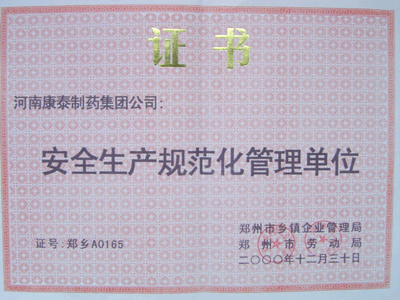 证书
河南康泰制药集团公司：
安全生产规范化管理单位
郑州市乡镇企业管理局
证号：郑乡A0165
郑州市劳动局
二〇〇〇年十二月三十日